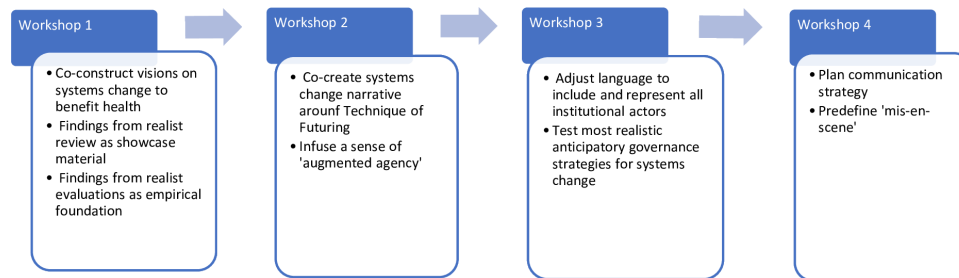 Workshop 1
• Co-construct visions on
systems change to
benefit health
• Findings from realist
review as showcase
material
• Findings from realist
evaluations as empirical
foundation
Workshop 2
• Co-create systems
change narrative
arounf Technique of
Futuring
• Infuse a sense of
'augmented agency'
Workshop 3
• Adjust language to
include and represent all
institutional actors
• Test most realistic
anticipatory governance
strategies for systems
change
Workshop 4
• Plan communication
strategy
• Predefine 'mis-en-
scene'